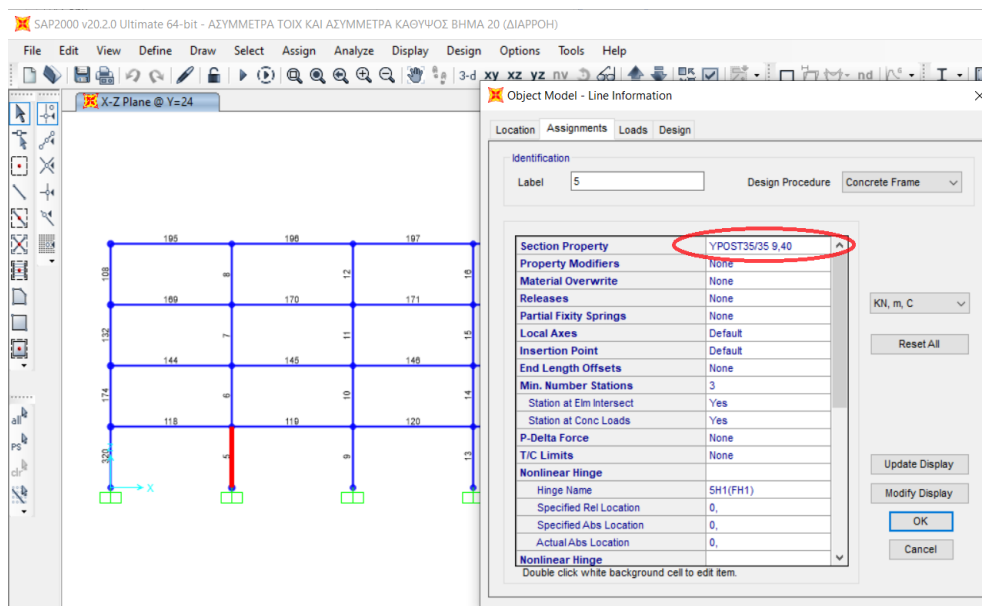 SAP2000 v20.2.0 Ultimate 64-bit - ΑΣΥΜΜΕΤΡΑ ΤΟΙΧ ΚΑΙ ΑΣΥΜΜΕΤΡΑ ΚΑΘΥΨΟΣ ΒΗΜΑ 20 (ΔΙΑΡΡΟΗ)
File Edit View Define Draw Select Assign Analyze Display Design Options Tools Help
3-d xy xz yz nv nd
X-Z Plane @ Y=24
Object Model - Line Information
Location Assignments Loads Design
Identification
Label 5 Design Procedure Concrete Frame
Section Property YPOST35/35 9,40
Property Modifiers None
Material Overwrite None
Releases None
Partial Fixity Springs None
Local Axes Default
Insertion Point Default
End Length Offsets None
Min. Number Stations 3
Station at Elm Intersect Yes
Station at Conc Loads Yes
P-Delta Force None
T/C Limits None
Nonlinear Hinge
Hinge Name 5H1(FH1)
Specified Rel Location 0,
Specified Abs Location 0,
Actual Abs Location 0,
Nonlinear Hinge
Double click white background cell to edit item.
KN, m, C
Reset All
Update Display
Modify Display
OK
Cancel
195 196 197
108 8 12 16
169 170 171
132 7 11 15
144 145 146
174 6 10 14
118 119 120
320 5 9 13
X
all
PS
clr